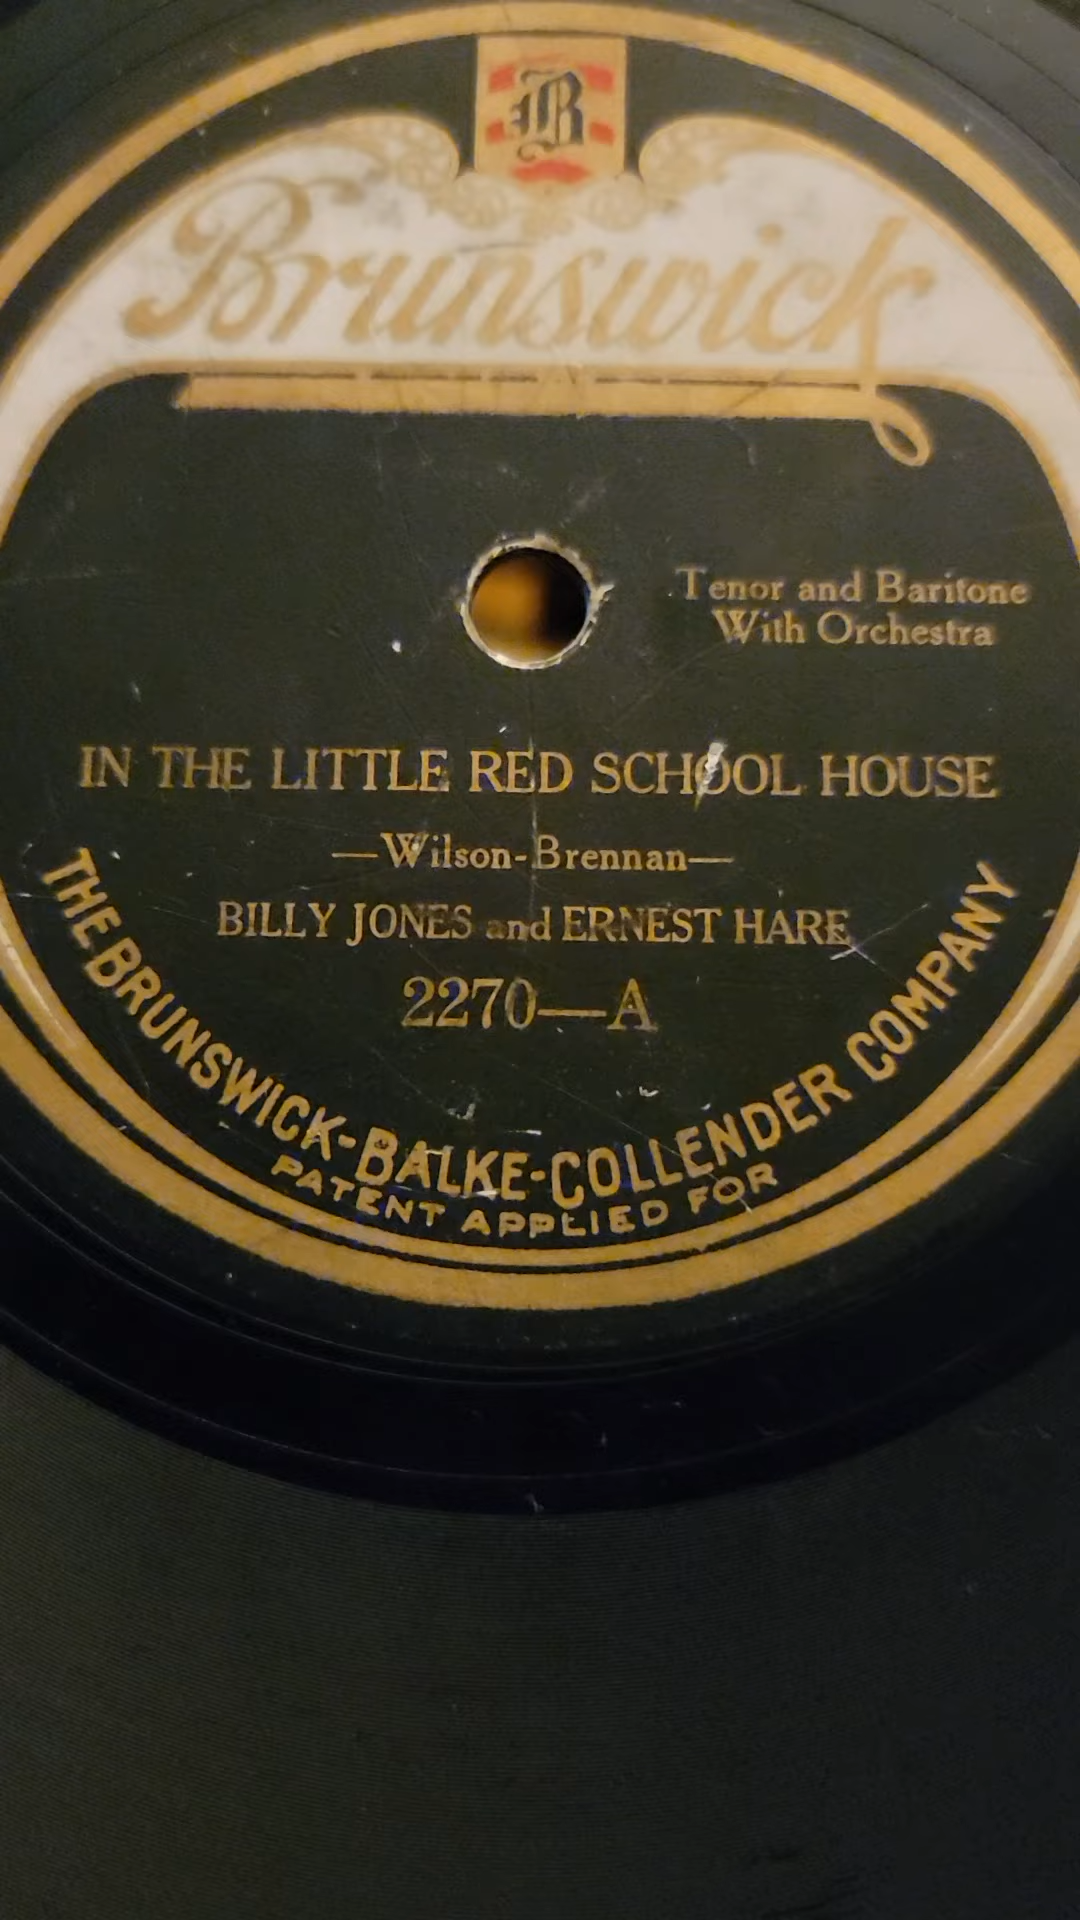 B
Brunswick
Tenor and Baritone
With Orchestra
IN THE LITTLE RED SCHOOL HOUSE
—Wilson-Brennan—
BILLY JONES and ERNEST HARE
2270—A
THE BRUNSWICK-BALKE-COLLENDER COMPANY
PATENT APPLIED FOR